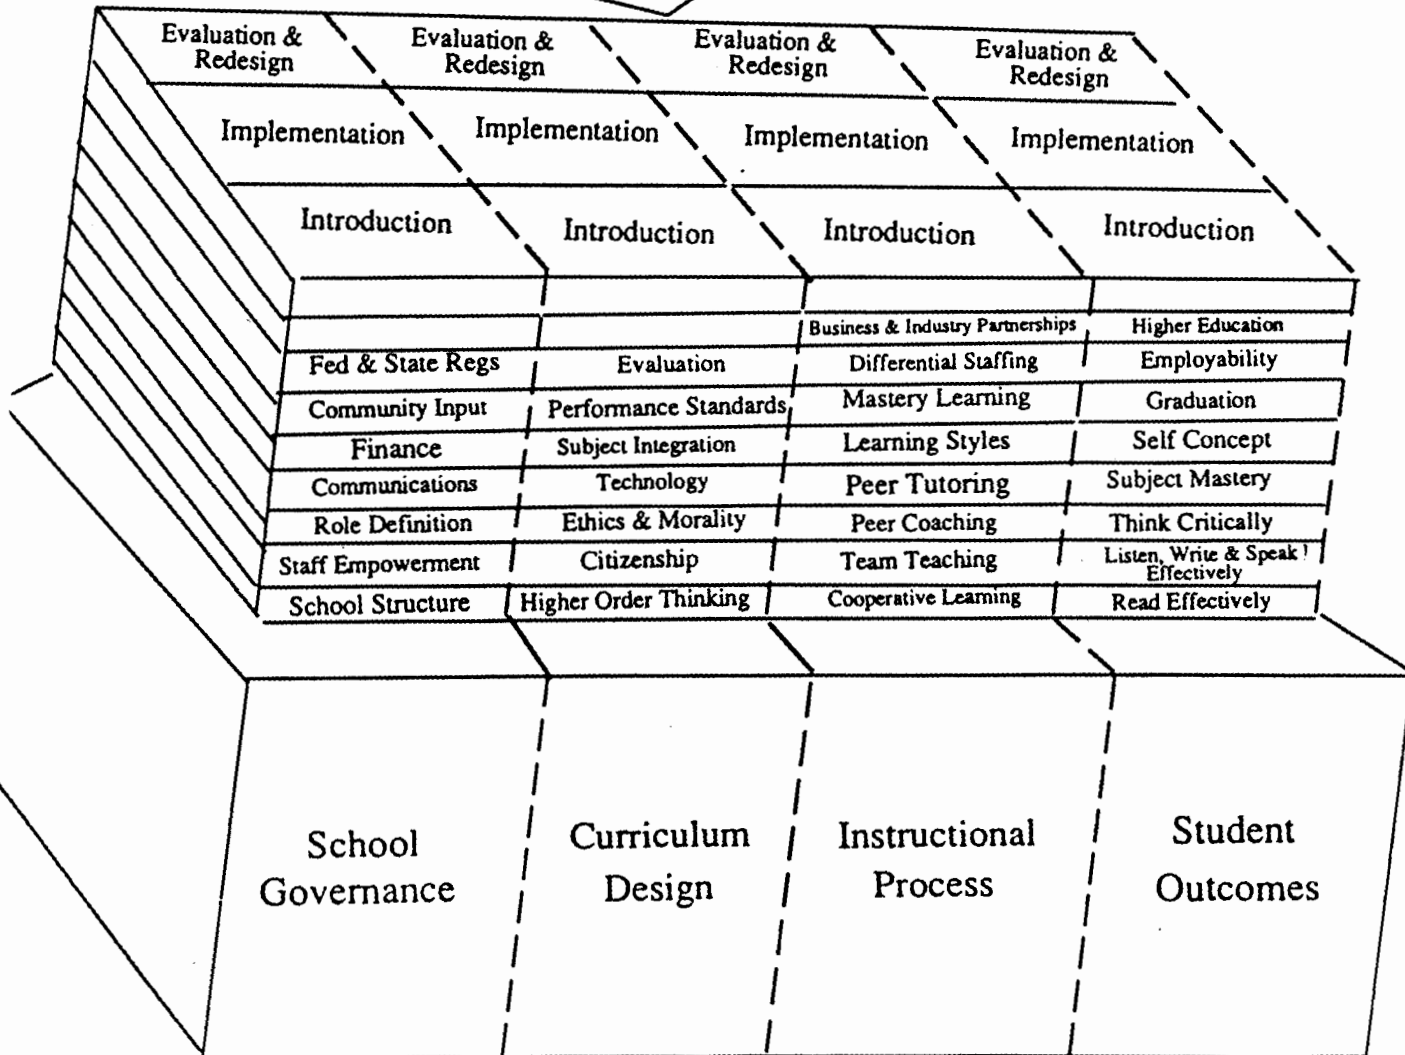 Evaluation &
Redesign
Evaluation &
Redesign
Evaluation &
Redesign
Evaluation &
Redesign
Implementation
Implementation
Implementation
Implementation
Introduction
Introduction
Introduction
Introduction
Business & Industry Partnerships
Higher Education
Fed & State Regs
Evaluation
Differential Staffing
Employability
Community Input
Performance Standards
Mastery Learning
Graduation
Finance
Subject Integration
Learning Styles
Self Concept
Communications
Technology
Peer Tutoring
Subject Mastery
Role Definition
Ethics & Morality
Peer Coaching
Think Critically
Staff Empowerment
Citizenship
Team Teaching
Listen, Write & Speak
Effectively
School Structure
Higher Order Thinking
Cooperative Learning
Read Effectively
School
Governance
Curriculum
Design
Instructional
Process
Student
Outcomes